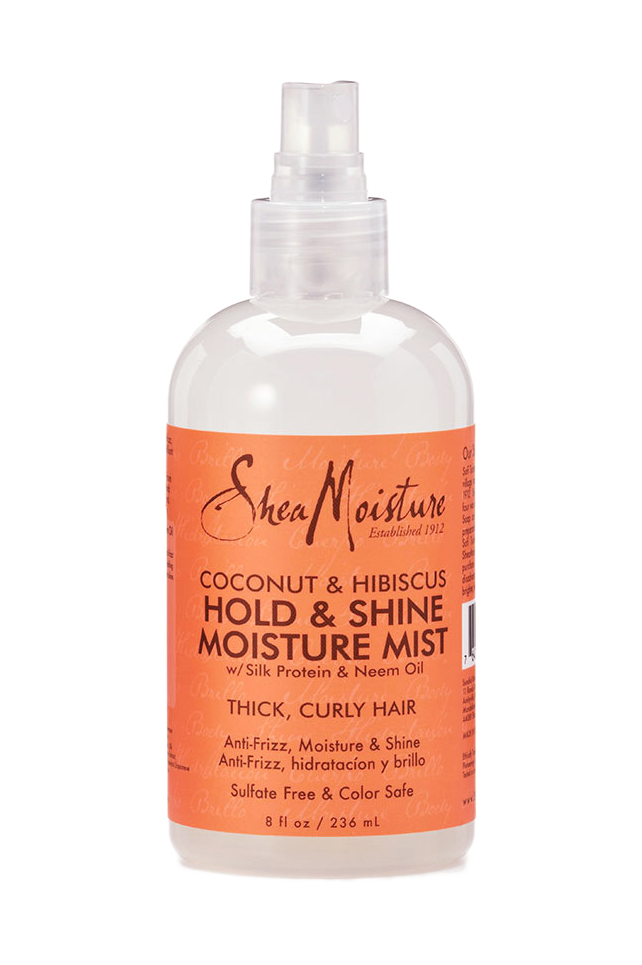 SheaMoisture
Established 1912
COCONUT & HIBISCUS
HOLD & SHINE
MOISTURE MIST
w/Silk Protein & Neem Oil
THICK, CURLY HAIR
Anti-Frizz, Moisture & Shine
Anti-Frizz, hidratacíon y brillo
Sulfate Free & Color Safe
8 fl oz / 236 mL